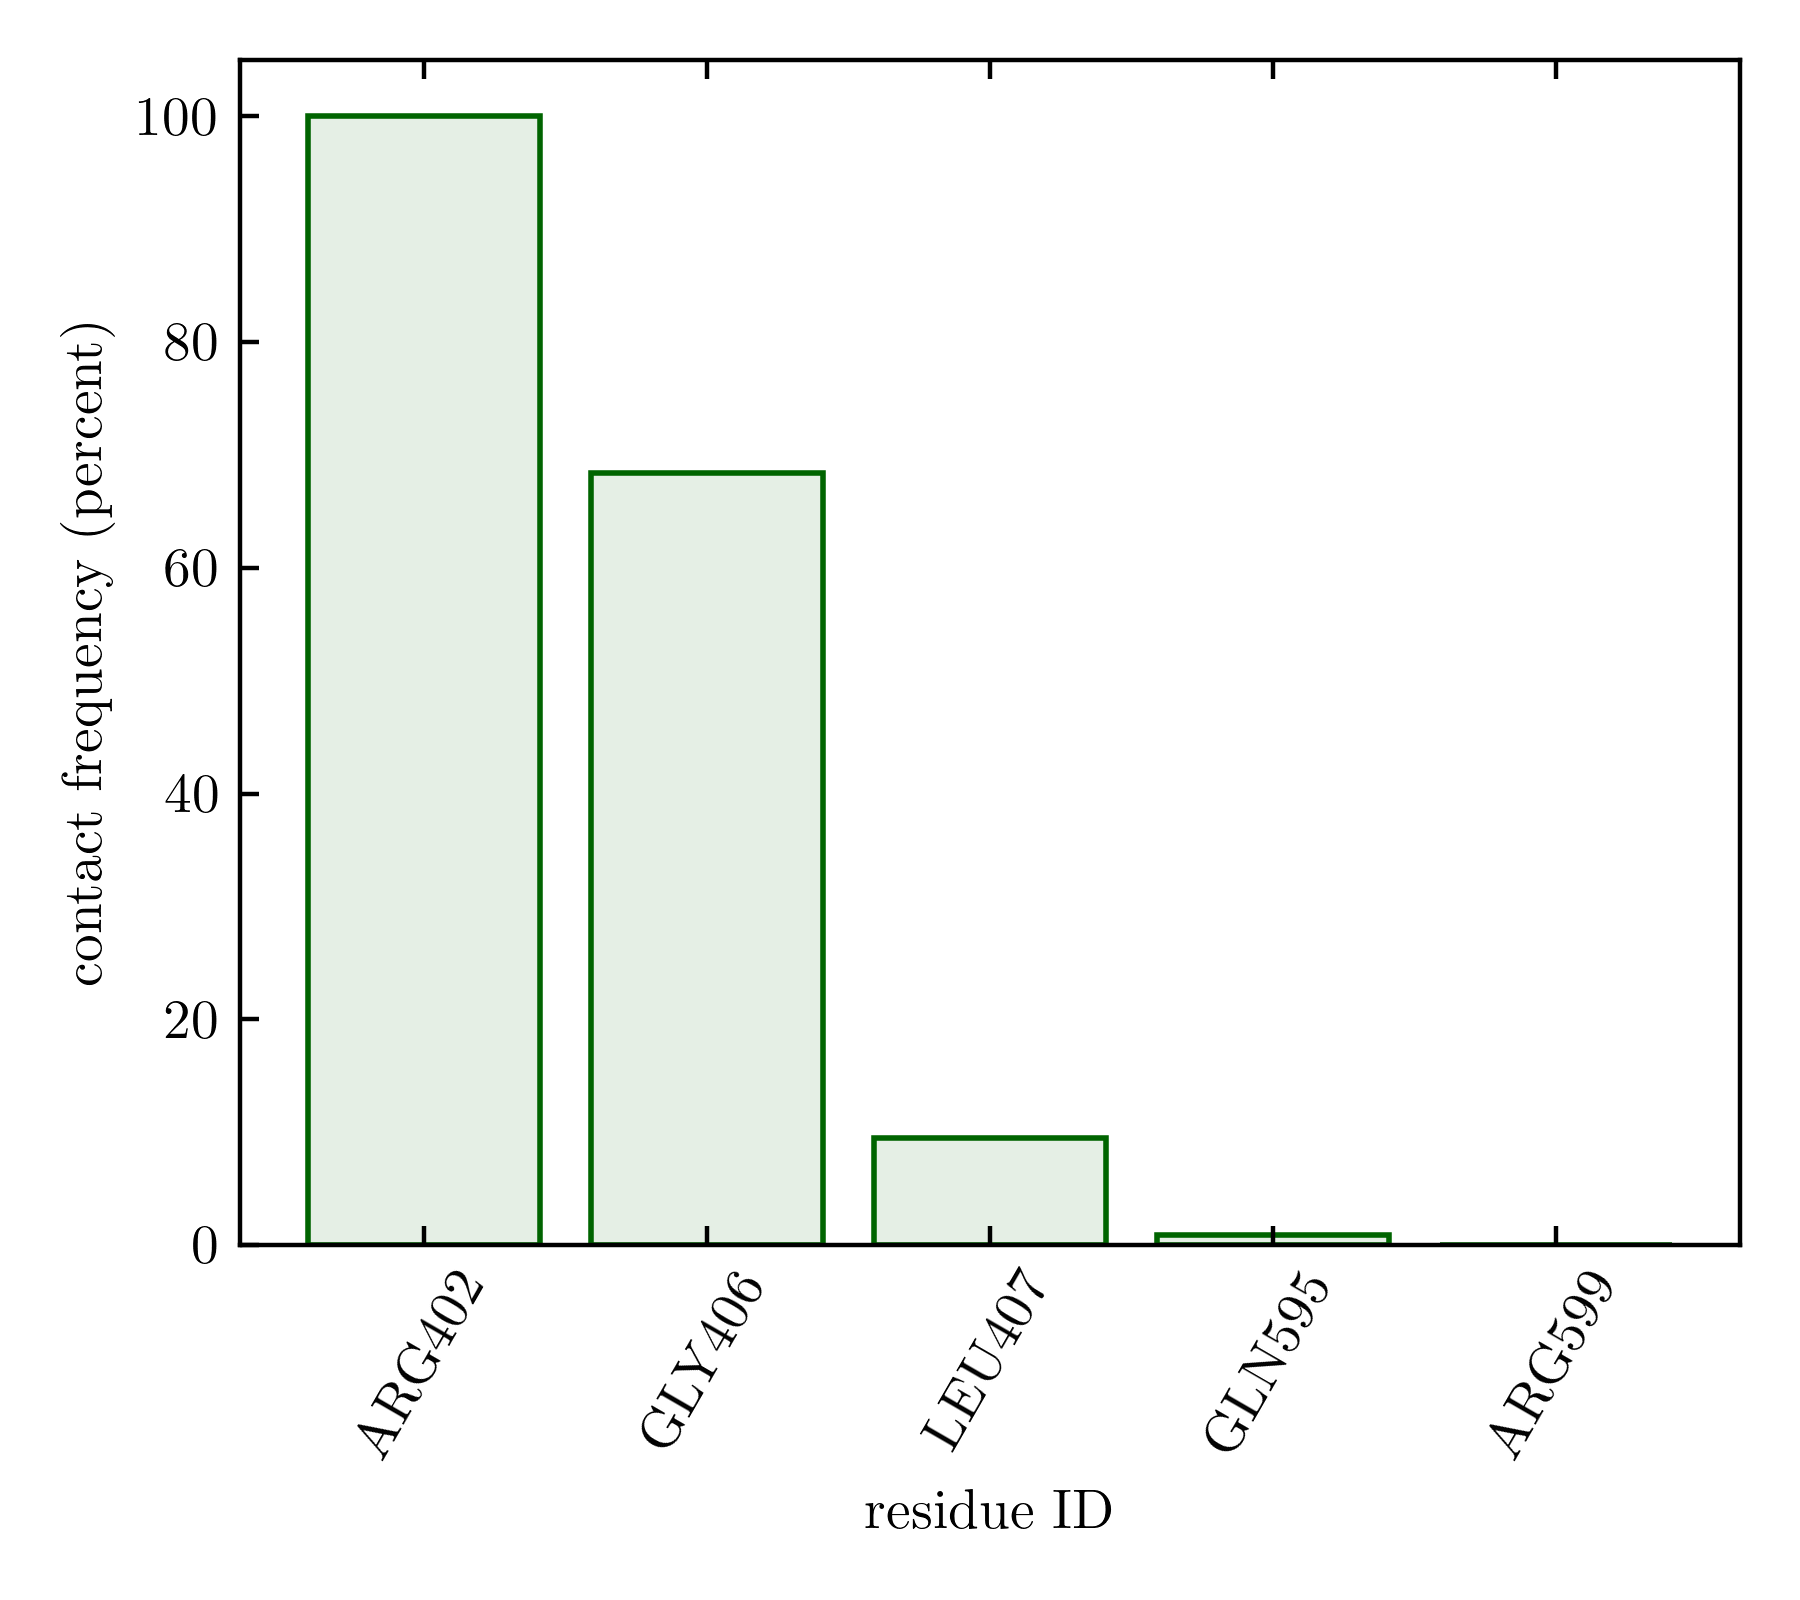 contact frequency (percent)
100
80
60
40
20
0
ARG402
GLY406
LEU407
GLN595
ARG599
residue ID